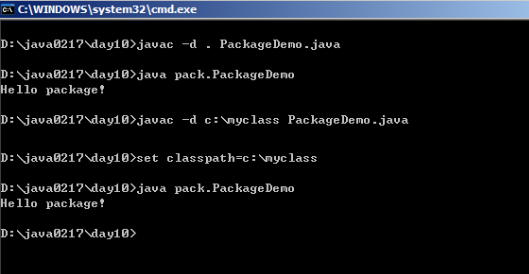 C:\WINDOWS\system32\cmd.exe
D:\java0217\day10>javac -d . PackageDemo.java
D:\java0217\day10>java pack.PackageDemo
Hello package!
D:\java0217\day10>javac -d c:\myclass PackageDemo.java
D:\java0217\day10>set classpath=c:\myclass
D:\java0217\day10>java pack.PackageDemo
Hello package!
D:\java0217\day10>